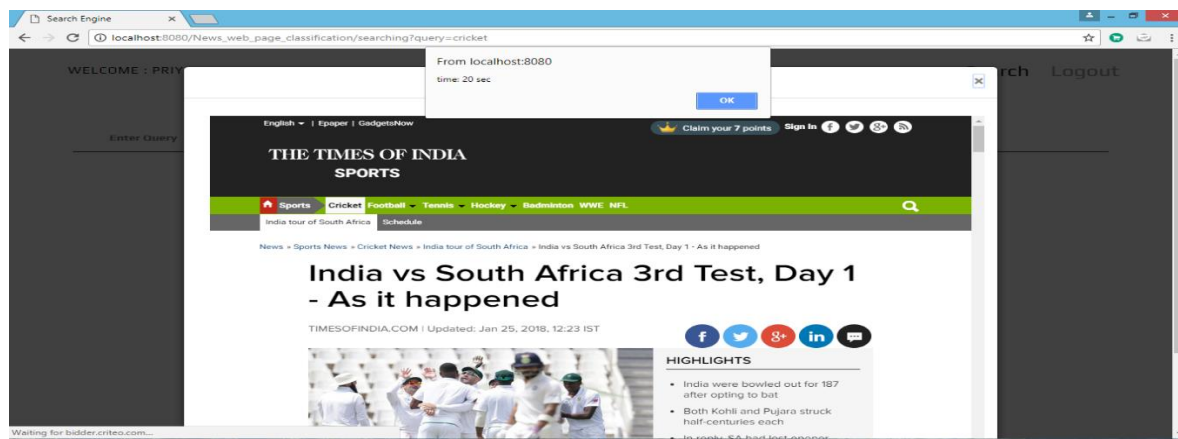 Search Engine
localhost:8080/News_web_page_classification/searching?query=cricket
From localhost:8080
time: 20 sec
OK
WELCOME : PRIY
rch Logout
Enter Query
English | Epaper | GadgetsNow
Claim your 7 points Sign In
THE TIMES OF INDIA
SPORTS
Sports Cricket Football Tennis Hockey Badminton WWE NFL
India tour of South Africa Schedule
News » Sports News » Cricket News » India tour of South Africa » India vs South Africa 3rd Test, Day 1 - As it happened
India vs South Africa 3rd Test, Day 1
- As it happened
TIMESOFINDIA.COM | Updated: Jan 25, 2018, 12:23 IST
HIGHLIGHTS
• India were bowled out for 187
after opting to bat
• Both Kohli and Pujara struck
half-centuries each
• In reply, SA had lost opener
Waiting for bidder.criteo.com...